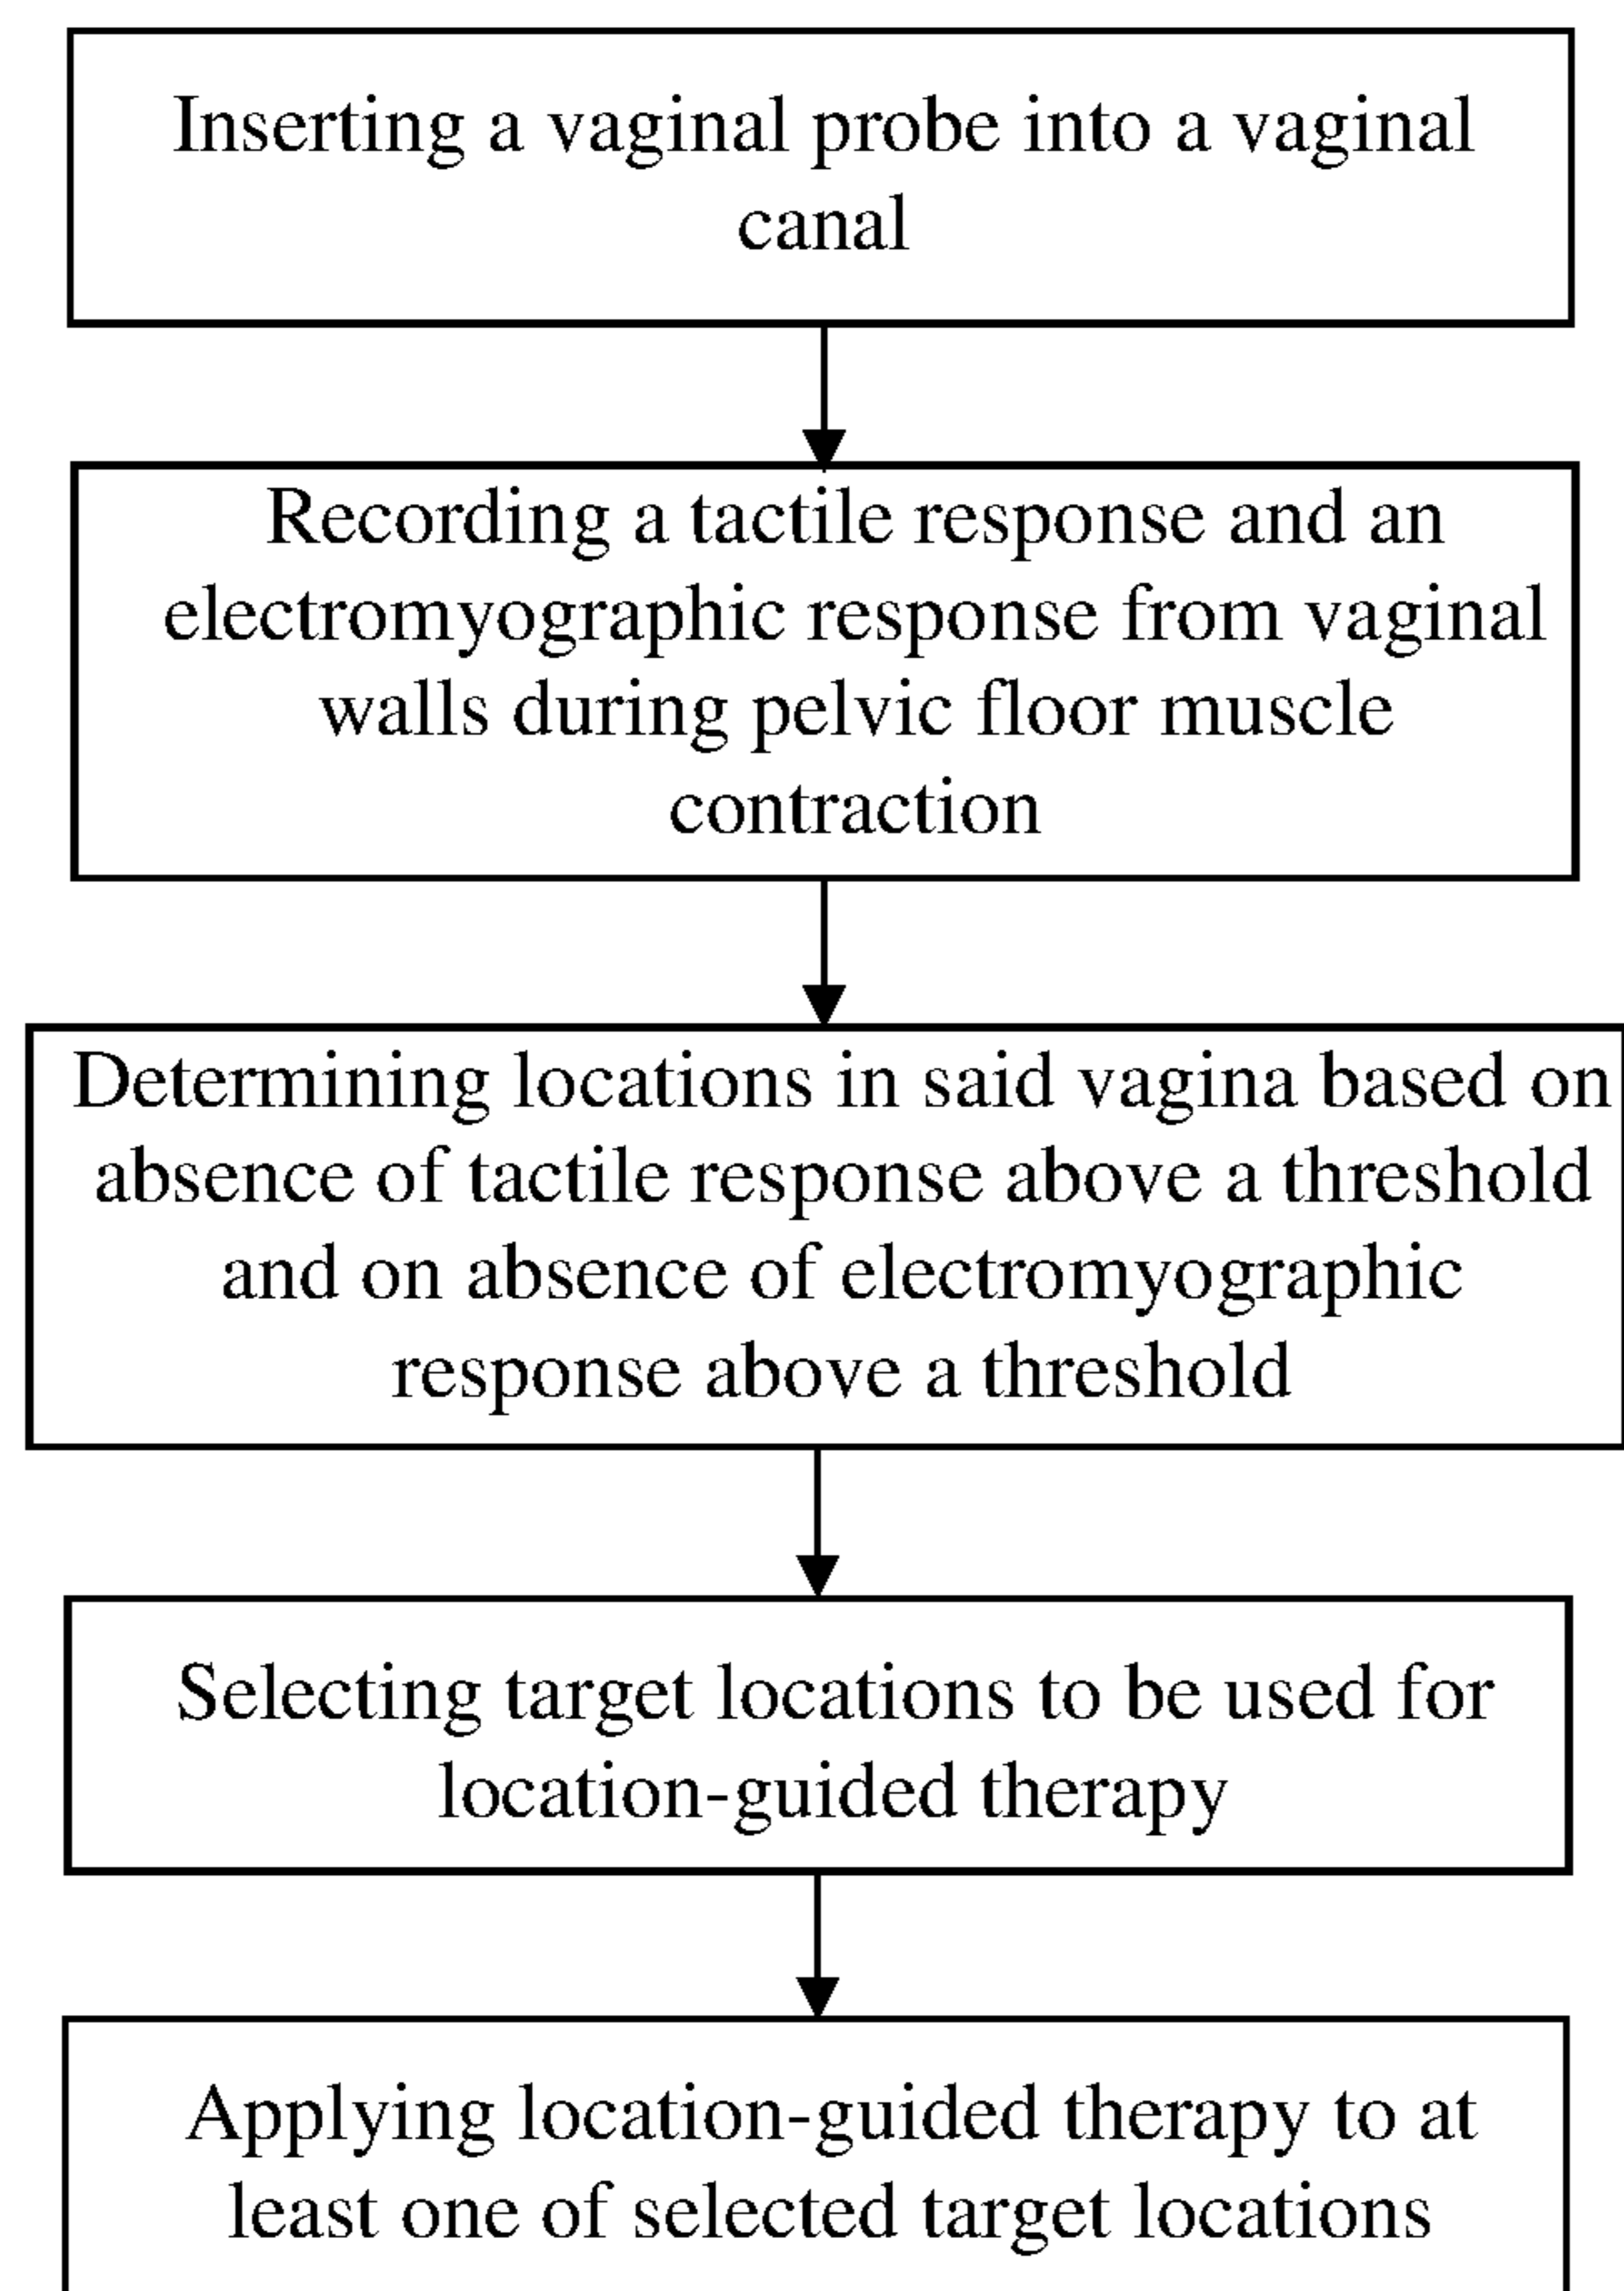 Inserting a vaginal probe into a vaginal
canal
Recording a tactile response and an
electromyographic response from vaginal
walls during pelvic floor muscle
contraction
Determining locations in said vagina based on
absence of tactile response above a threshold
and on absence of electromyographic
response above a threshold
Selecting target locations to be used for
location-guided therapy
Applying location-guided therapy to at
least one of selected target locations